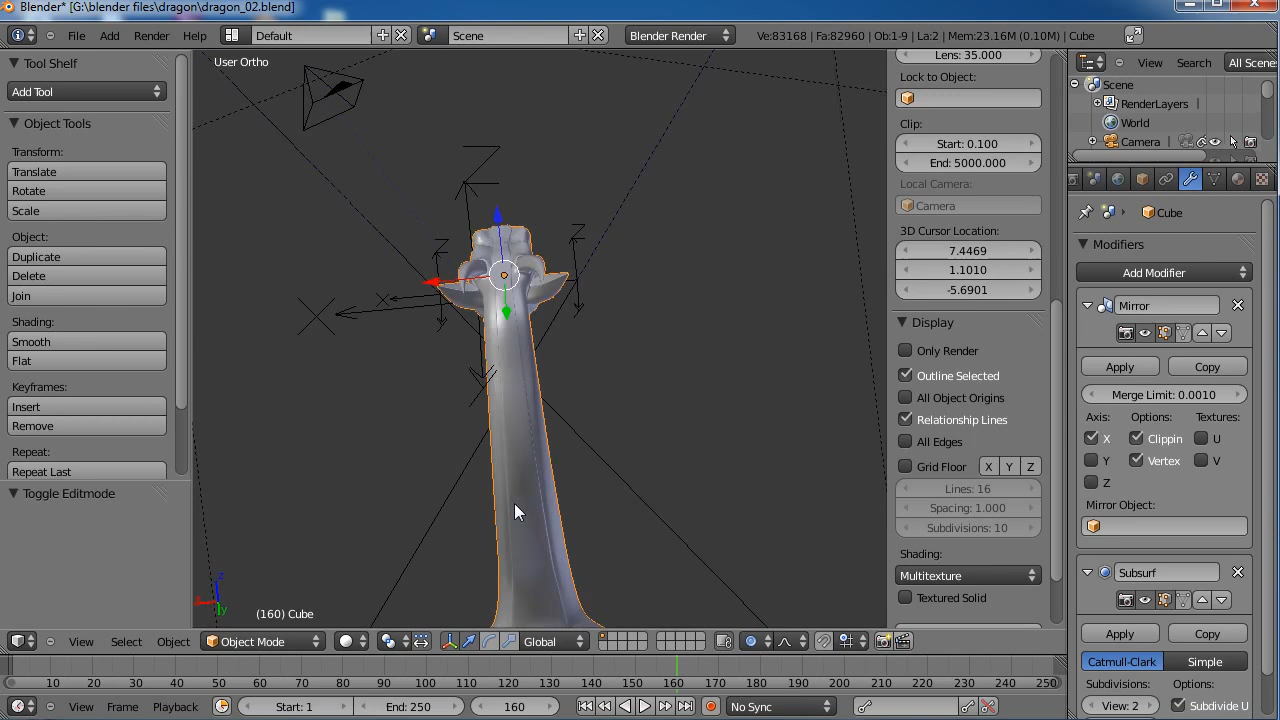 Blender* [G:\blender files\dragon\dragon_02.blend]
File Add Render Help Default Scene Blender Render Ve:83168 | Fa:82960 | Ob:1-9 | La:2 | Mem:23.16M (0.10M) | Cube
Tool Shelf
Add Tool
Object Tools
Transform:
Translate
Rotate
Scale
Object:
Duplicate
Delete
Join
Shading:
Smooth
Flat
Keyframes:
Insert
Remove
Repeat:
Repeat Last
Toggle Editmode
User Ortho
(160) Cube
Lens: 35.000
Lock to Object:
Clip:
Start: 0.100
End: 5000.000
Local Camera:
Camera
3D Cursor Location:
7.4469
1.1010
-5.6901
Display
Only Render
Outline Selected
All Object Origins
Relationship Lines
All Edges
Grid Floor X Y Z
Lines: 16
Spacing: 1.000
Subdivisions: 10
Shading:
Multitexture
Textured Solid
View Search All Scene
Scene
RenderLayers
World
Camera
Cube
Modifiers
Add Modifier
Mirror
Apply Copy
Merge Limit: 0.0010
Axis: Options: Textures:
X Clippin U
Y Vertex V
Z
Mirror Object:
Subsurf
Apply Copy
Catmull-Clark Simple
Subdivisions: Options:
View: 2 Subdivide U
View Select Object Object Mode Global
10 20 30 40 50 60 70 80 90 100 110 120 130 140 150 160 170 180 190 200 210 220 230 240 250
View Frame Playback Start: 1 End: 250 160 No Sync